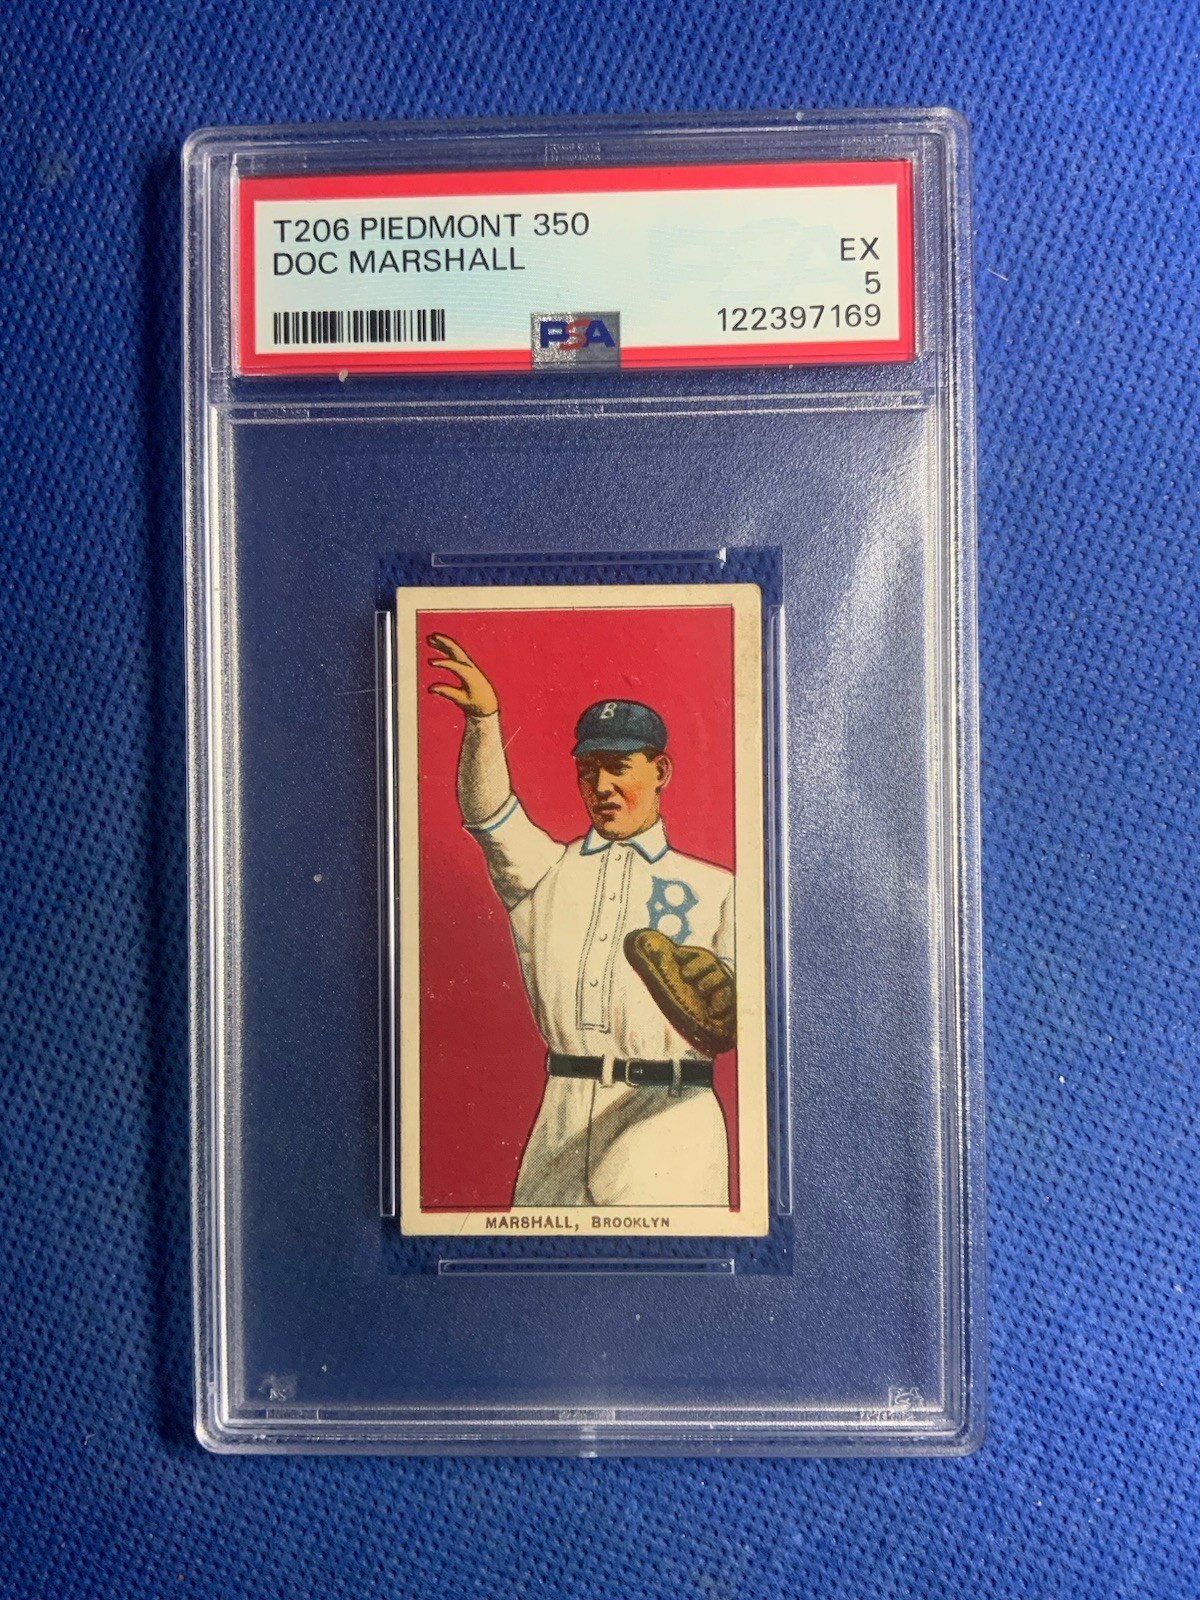 T206 PIEDMONT 350
DOC MARSHALL
EX
5
122397169
PSA
B
B
MARSHALL, BROOKLYN